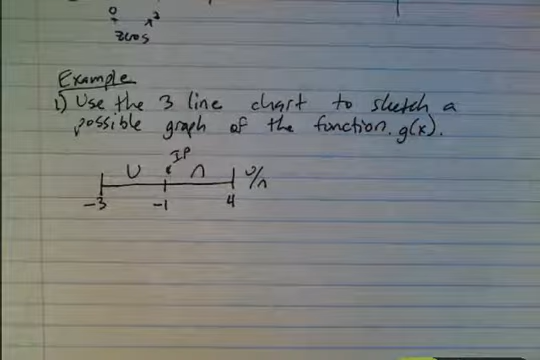 0
zeros
Example
1) Use the 3 line chart to sketch a
possible graph of the function. g(x).
IP
∪ ∩ ∪/∩
-3 -1 4